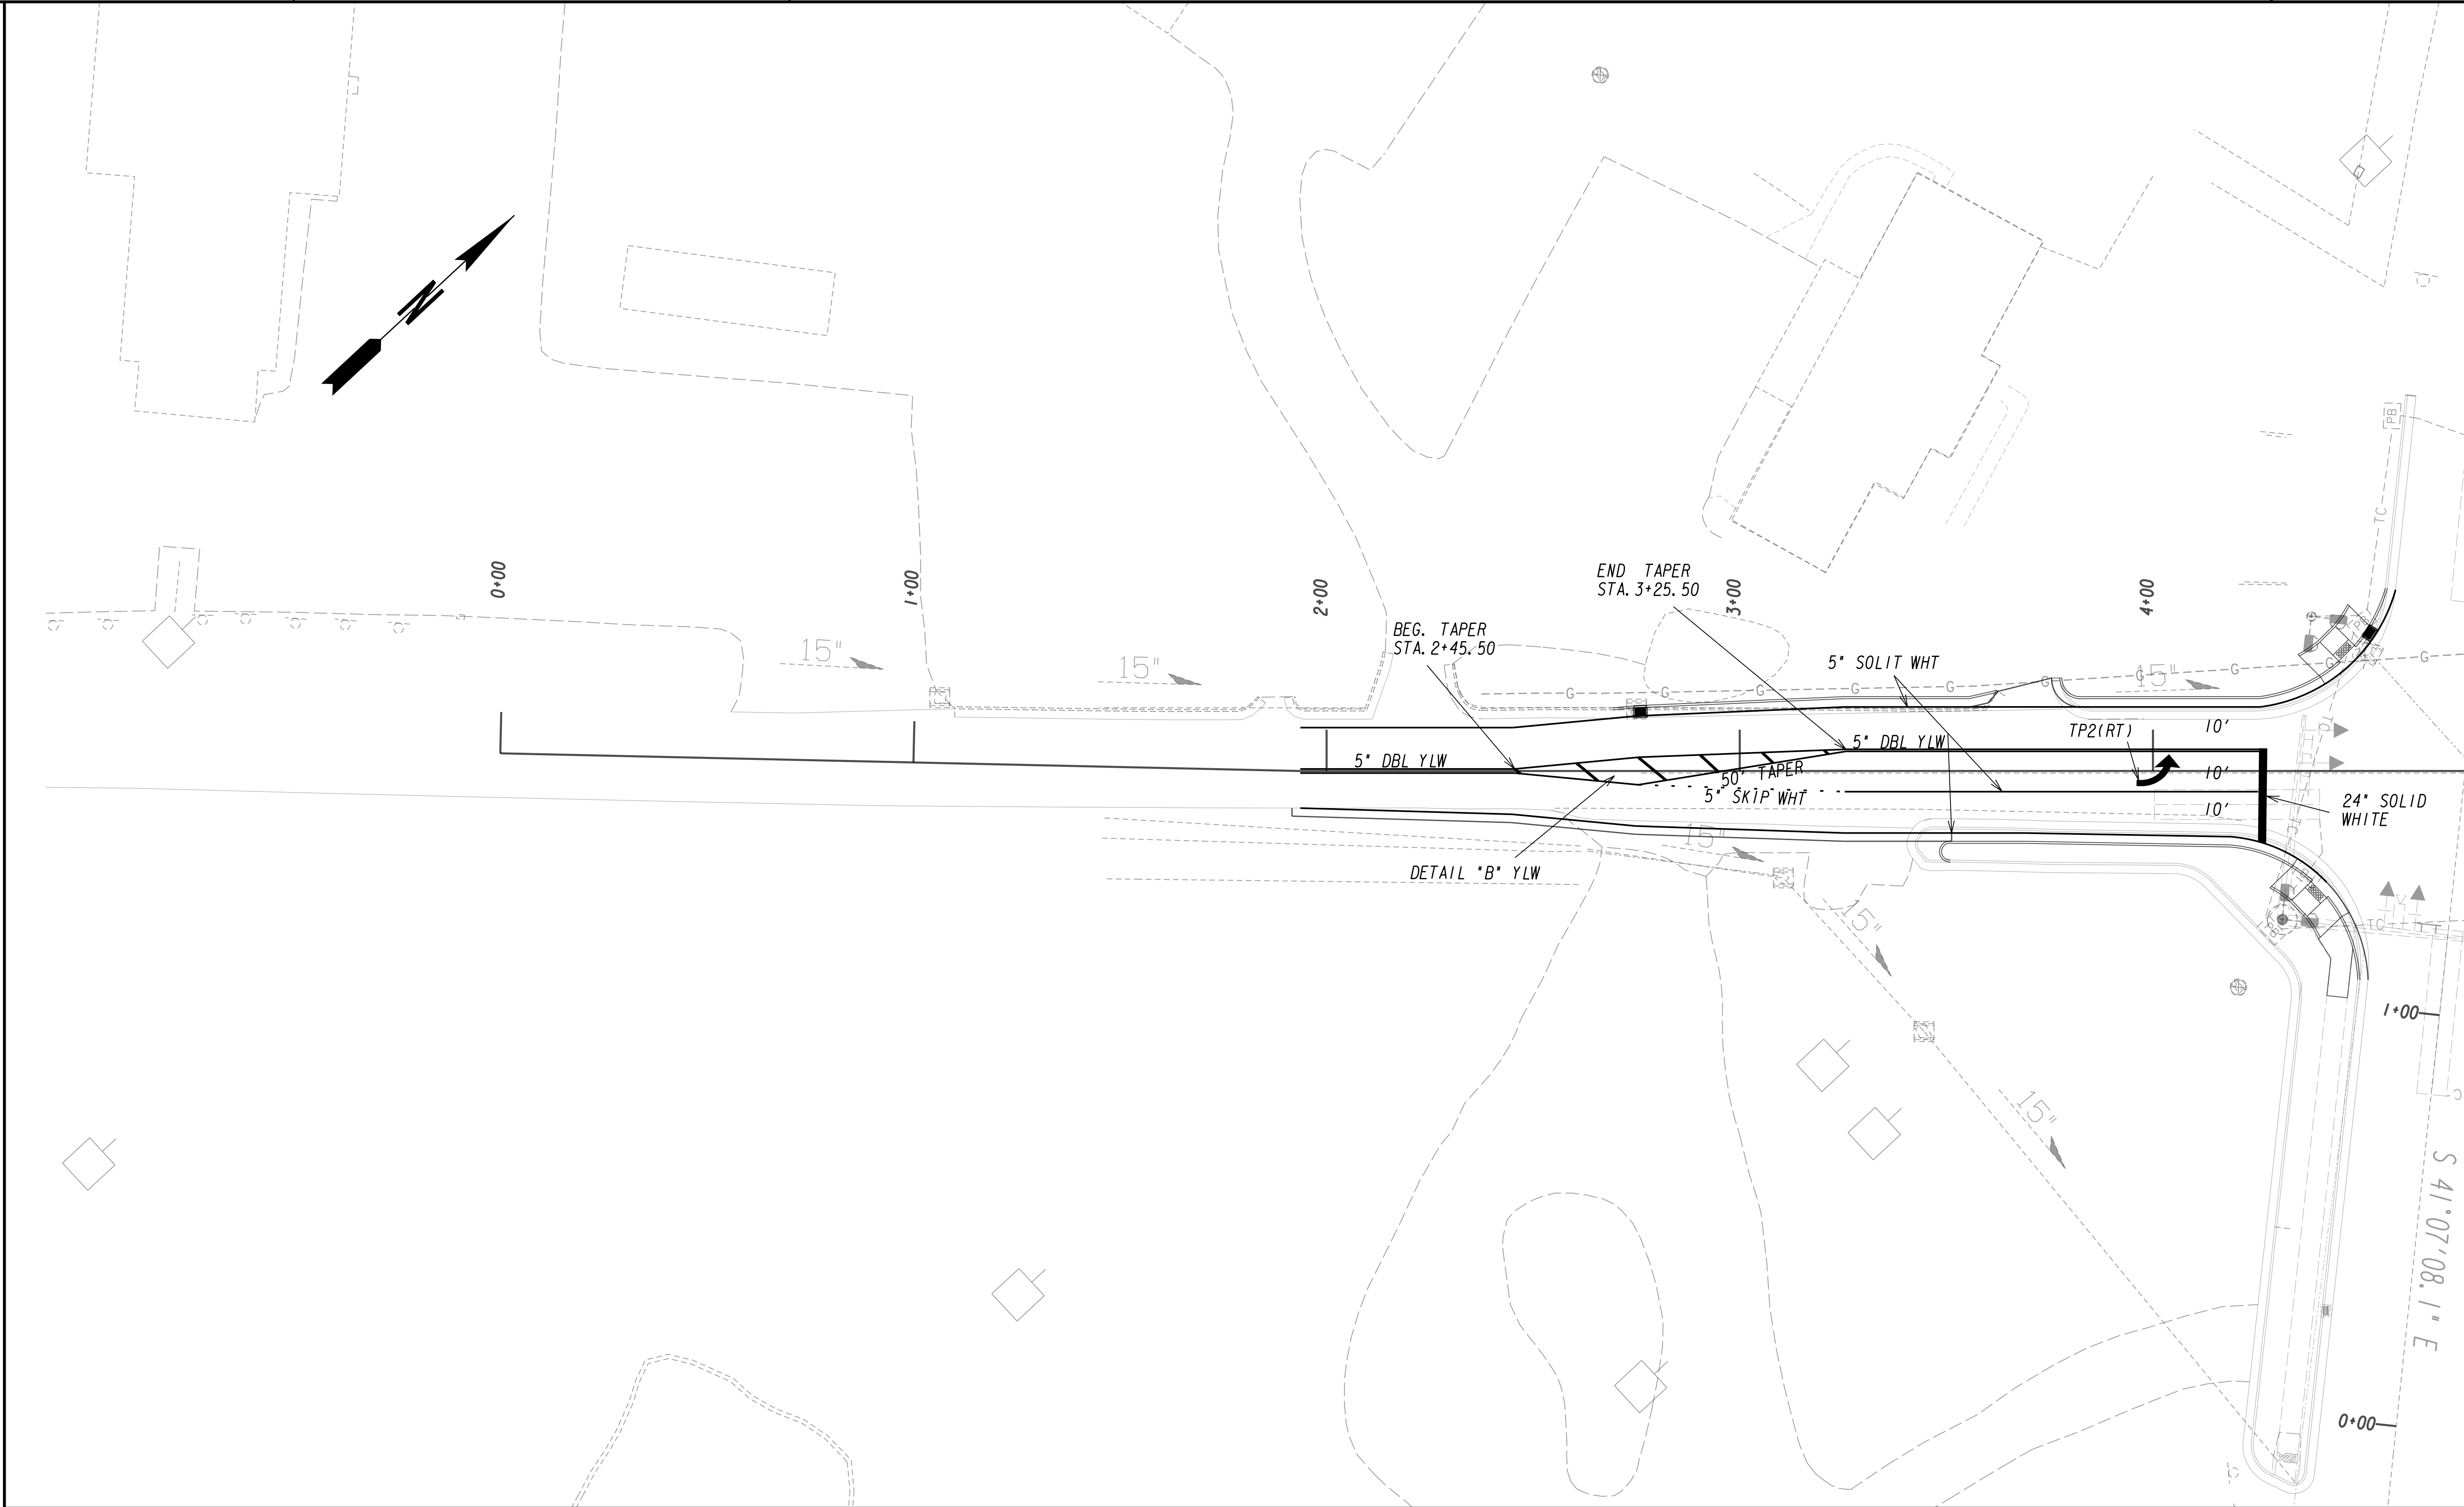 N
PB
TC
0+00
1+00
2+00
3+00
4+00
END TAPER
STA. 3+25.50
BEG. TAPER
STA. 2+45.50
15"
15"
5" SOLIT WHT
15"
G G G G G G G G G G
TC
5" DBL YLW
5" DBL YLW
TP2(RT)
10'
50' TAPER
10'
5" SKIP WHT
10'
24" SOLID
WHITE
15"
DETAIL "B" YLW
15"
PB
TC
1+00
15"
S 41°07'08.1" E
0+00